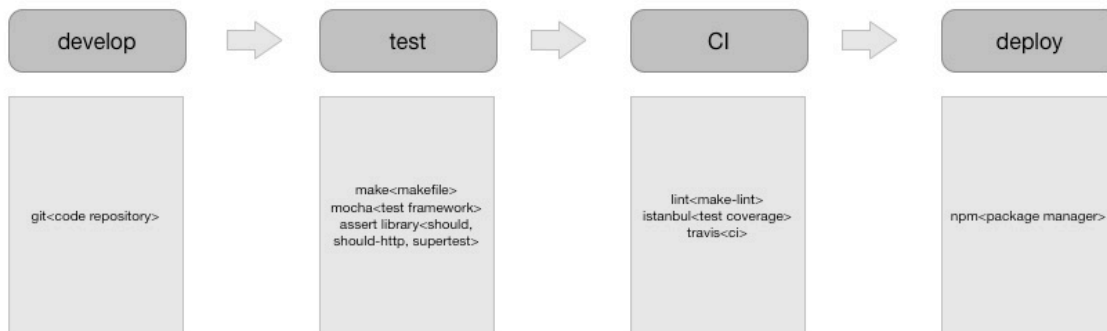 develop
test
CI
deploy
git<code repository>
make<makefile>
mocha<test framework>
assert library<should,
should-http, supertest>
lint<make-lint>
istanbul<test coverage>
travis<ci>
npm<package manager>